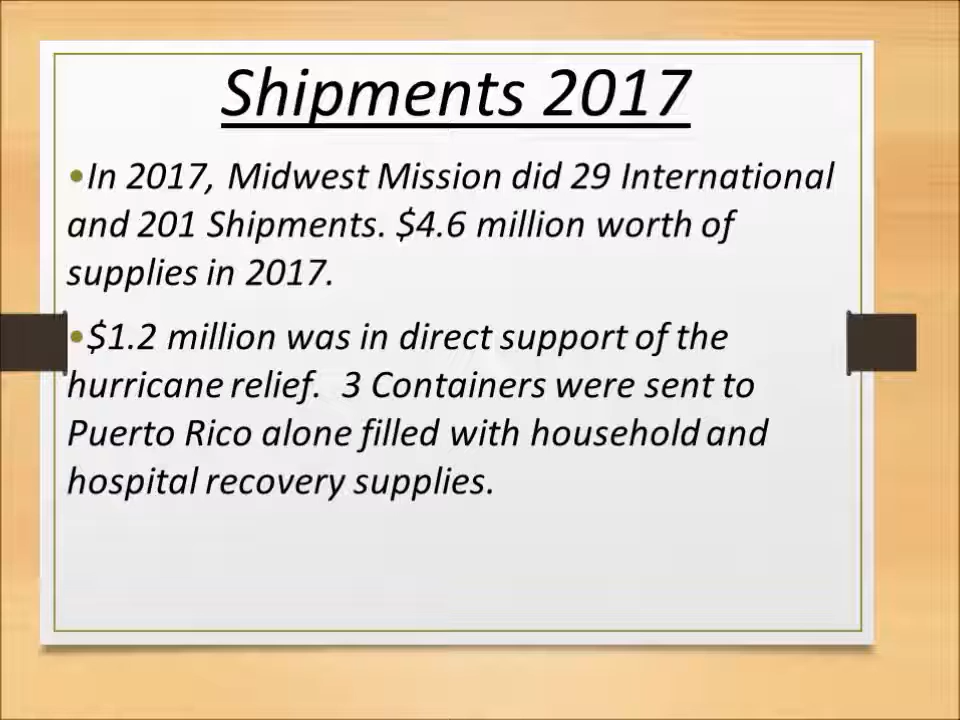 Shipments 2017
•In 2017, Midwest Mission did 29 International
and 201 Shipments. $4.6 million worth of
supplies in 2017.
•$1.2 million was in direct support of the
hurricane relief.  3 Containers were sent to
Puerto Rico alone filled with household and
hospital recovery supplies.